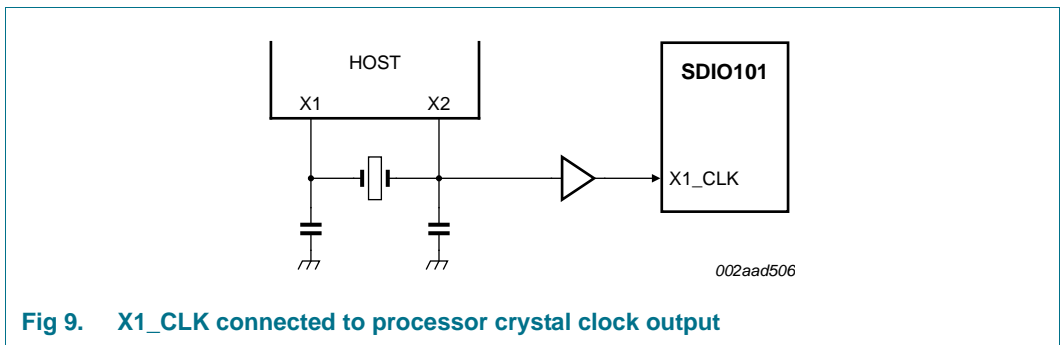 HOST
SDIO101
X1
X2
X1_CLK
002aad506
Fig 9. X1_CLK connected to processor crystal clock output